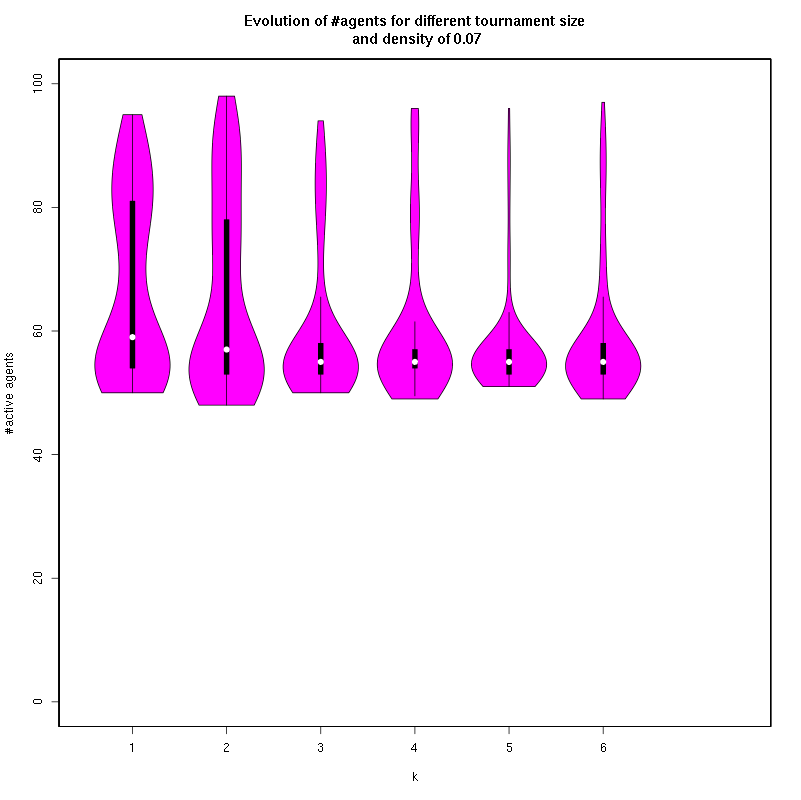 Evolution of #agents for different tournament size
and density of 0.07
100
80
60
40
20
0
#active agents
1 2 3 4 5 6
k